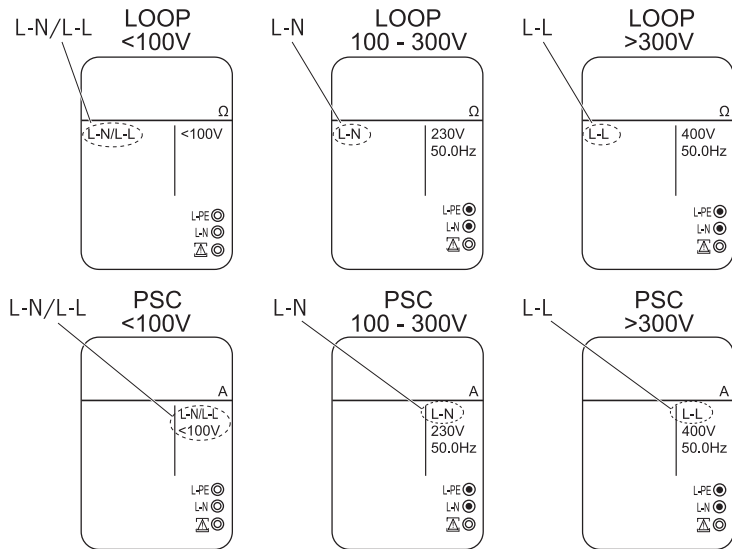 L-N/L-L
LOOP
<100V
Ω
L-N/L-L
<100V
L-PE
L-N
L-N
LOOP
100 - 300V
Ω
L-N
230V
50.0Hz
L-PE
L-N
L-L
LOOP
>300V
Ω
L-L
400V
50.0Hz
L-PE
L-N
L-N/L-L
PSC
<100V
A
L-N/L-L
<100V
L-PE
L-N
L-N
PSC
100 - 300V
A
L-N
230V
50.0Hz
L-PE
L-N
L-L
PSC
>300V
A
L-L
400V
50.0Hz
L-PE
L-N